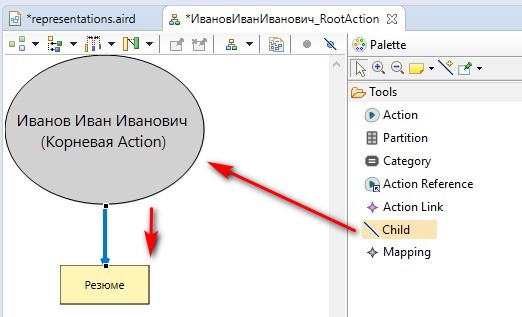 *representations.aird
*ИвановИванИванович_RootAction
Palette
Tools
Action
Partition
Category
Action Reference
Action Link
Child
Mapping
Иванов Иван Иванович
(Корневая Action)
Резюме